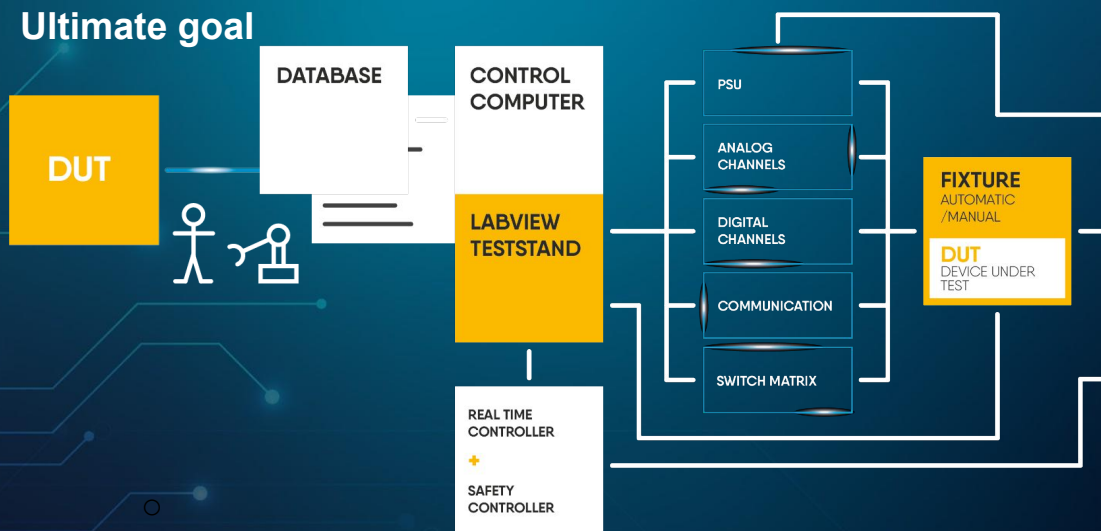 Ultimate goal
DUT
DATABASE
CONTROL
COMPUTER
LABVIEW
TESTSTAND
REAL TIME
CONTROLLER
+
SAFETY
CONTROLLER
PSU
ANALOG
CHANNELS
DIGITAL
CHANNELS
COMMUNICATION
SWITCH MATRIX
FIXTURE
AUTOMATIC
/MANUAL
DUT
DEVICE UNDER
TEST